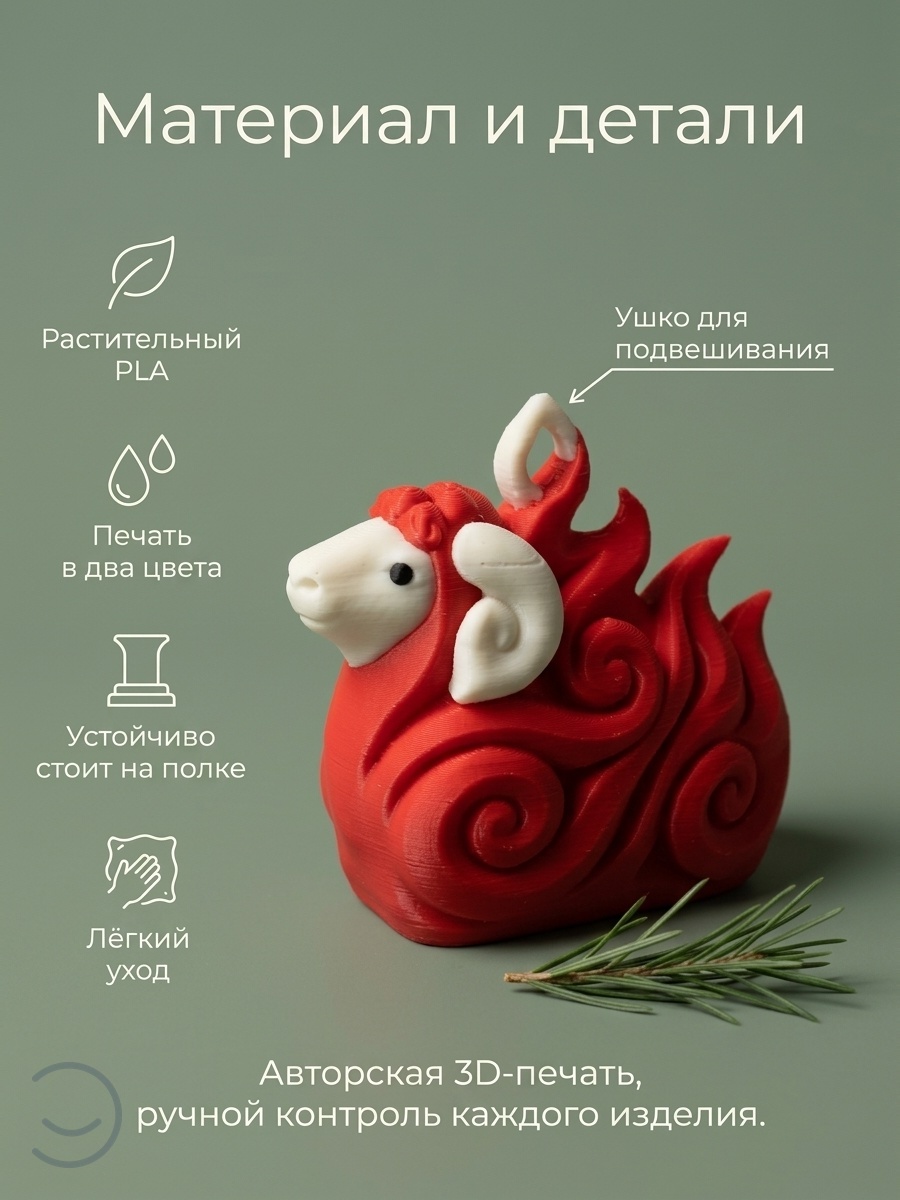 Материал и детали
Растительный
PLA
Ушко для
подвешивания
Печать
в два цвета
Устойчиво
стоит на полке
Лёгкий
уход
Авторская 3D-печать,
ручной контроль каждого изделия.